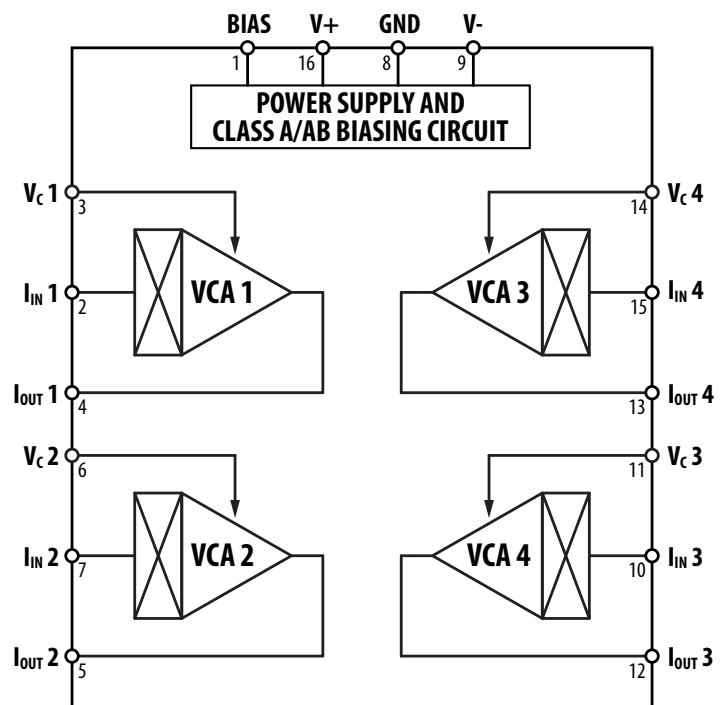 BIAS V+ GND V-
1 16 8 9
POWER SUPPLY AND
CLASS A/AB BIASING CIRCUIT
VC 1
3
VC 4
14
IIN 1
2
VCA 1
VCA 3
IIN 4
15
IOUT 1
4
IOUT 4
13
VC 2
6
VC 3
11
IIN 2
7
VCA 2
VCA 4
IIN 3
10
IOUT 2
5
IOUT 3
12